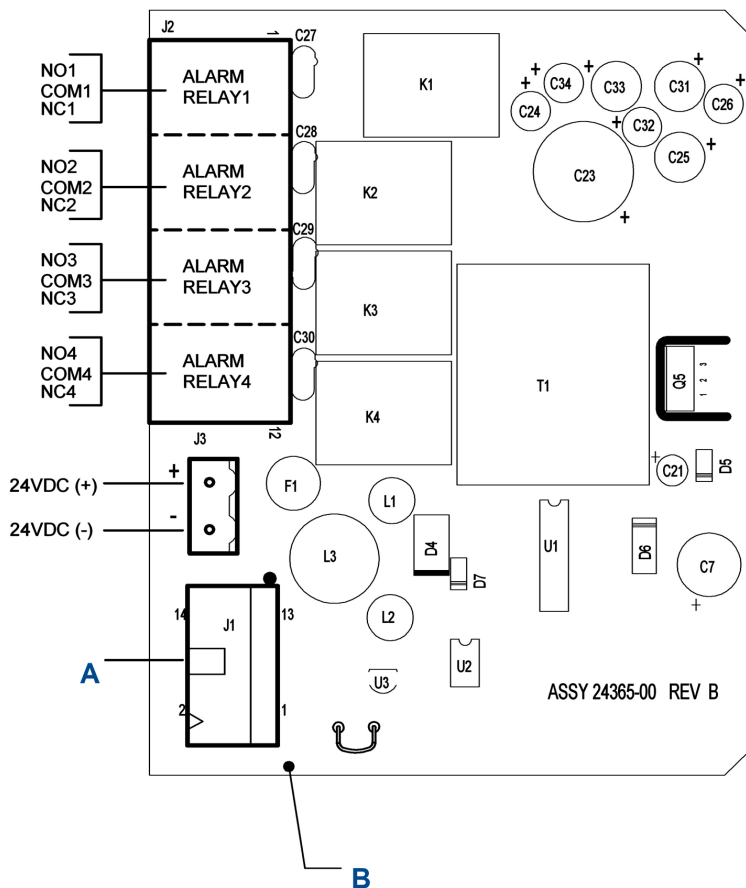 J2
1
C27
NO1
COM1
NC1
ALARM
RELAY1
K1
C34
C33
C31
C24
C26
C32
C28
NO2
COM2
NC2
ALARM
RELAY2
K2
C23
C25
C29
NO3
COM3
NC3
ALARM
RELAY3
K3
C30
NO4
COM4
NC4
ALARM
RELAY4
K4
T1
Q5
1 2 3
12
J3
+
-
24VDC (+)
24VDC (-)
F1
L1
C21
D5
L3
D4
D7
U1
D6
C7
14
J1
13
L2
A
U3
U2
2
1
ASSY 24365-00 REV B
B